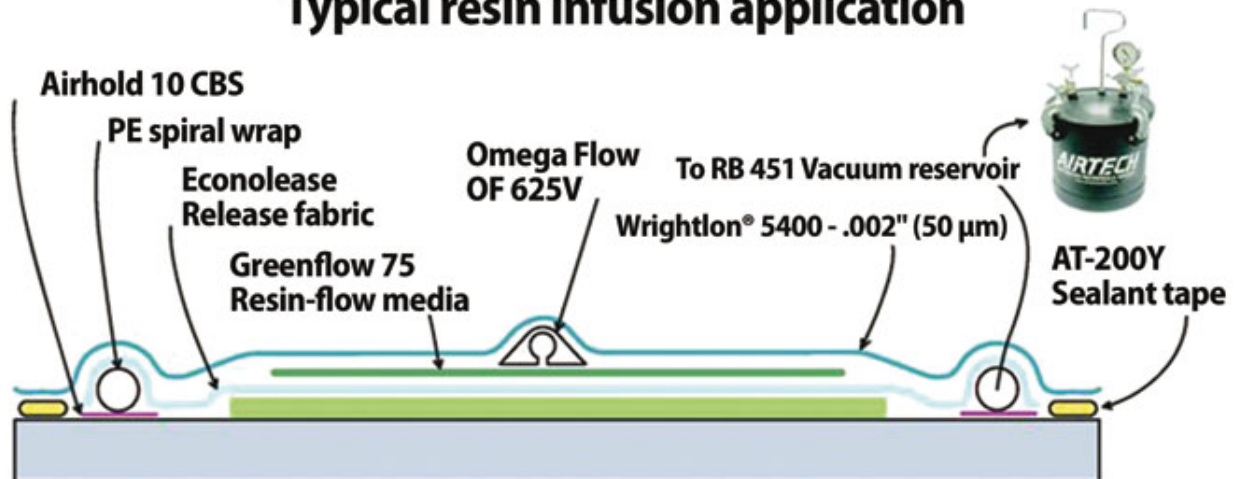 Typical resin infusion application
Airhold 10 CBS
PE spiral wrap
Econolease
Release fabric
Greenflow 75
Resin-flow media
Omega Flow
OF 625V
To RB 451 Vacuum reservoir
Wrightlon® 5400 - .002" (50 µm)
AIRTECH
AT-200Y
Sealant tape